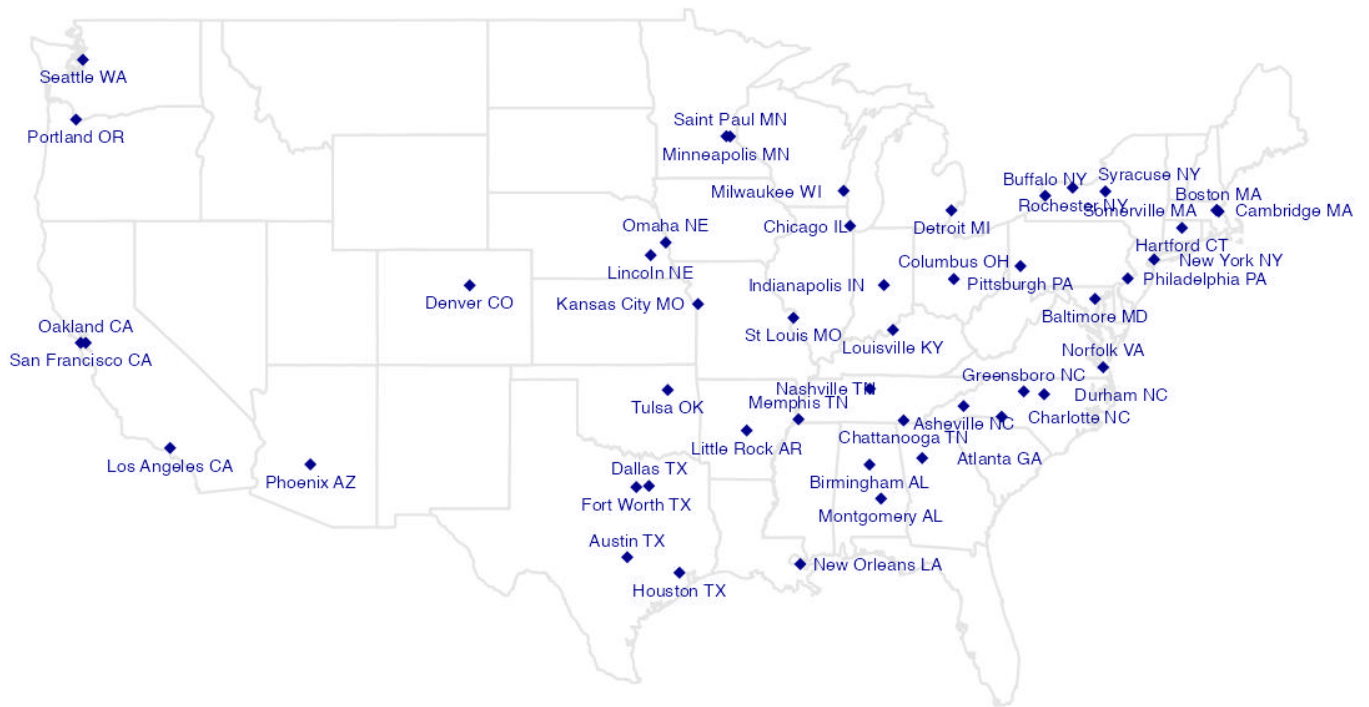 Seattle WA
Portland OR
Saint Paul MN
Minneapolis MN
Milwaukee WI
Buffalo NY
Syracuse NY
Rochester NY
Boston MA
Somerville MA
Cambridge MA
Omaha NE
Chicago IL
Detroit MI
Hartford CT
Lincoln NE
Columbus OH
New York NY
Denver CO
Kansas City MO
Indianapolis IN
Pittsburgh PA
Philadelphia PA
Baltimore MD
Oakland CA
San Francisco CA
St Louis MO
Louisville KY
Norfolk VA
Greensboro NC
Nashville TN
Durham NC
Tulsa OK
Memphis TN
Asheville NC
Charlotte NC
Little Rock AR
Chattanooga TN
Los Angeles CA
Phoenix AZ
Atlanta GA
Dallas TX
Birmingham AL
Fort Worth TX
Montgomery AL
Austin TX
New Orleans LA
Houston TX